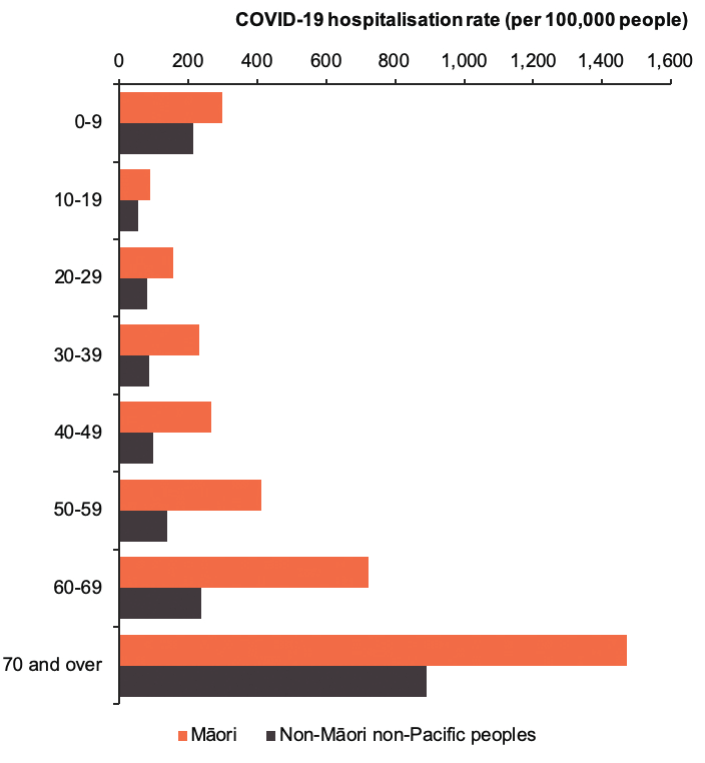 COVID-19 hospitalisation rate (per 100,000 people)
0 200 400 600 800 1,000 1,200 1,400 1,600
0-9
10-19
20-29
30-39
40-49
50-59
60-69
70 and over
Māori Non-Māori non-Pacific peoples